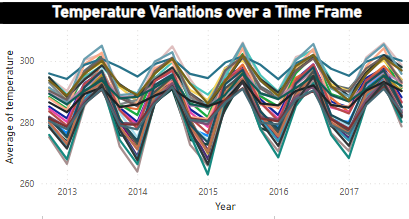 Temperature Variations over a Time Frame
Average of temperature
300
280
260
2013 2014 2015 2016 2017
Year